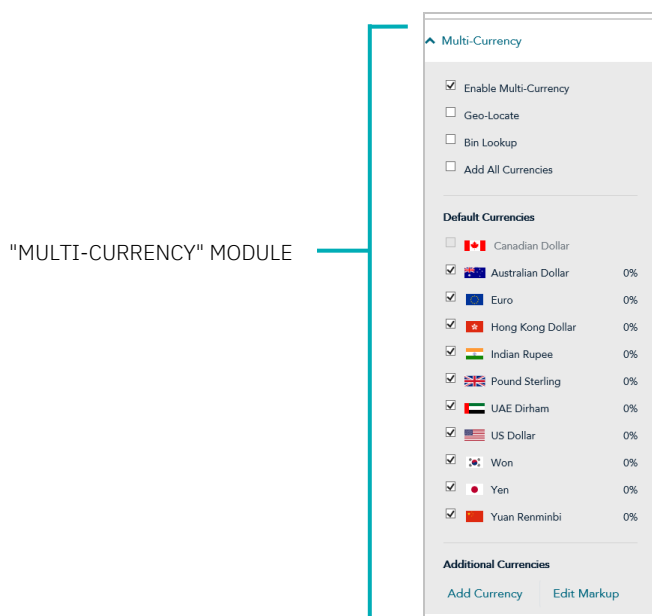 Multi-Currency
Enable Multi-Currency
Geo-Locate
Bin Lookup
Add All Currencies
"MULTI-CURRENCY" MODULE
Default Currencies
Canadian Dollar
Australian Dollar 0%
Euro 0%
Hong Kong Dollar 0%
Indian Rupee 0%
Pound Sterling 0%
UAE Dirham 0%
US Dollar 0%
Won 0%
Yen 0%
Yuan Renminbi 0%
Additional Currencies
Add Currency Edit Markup